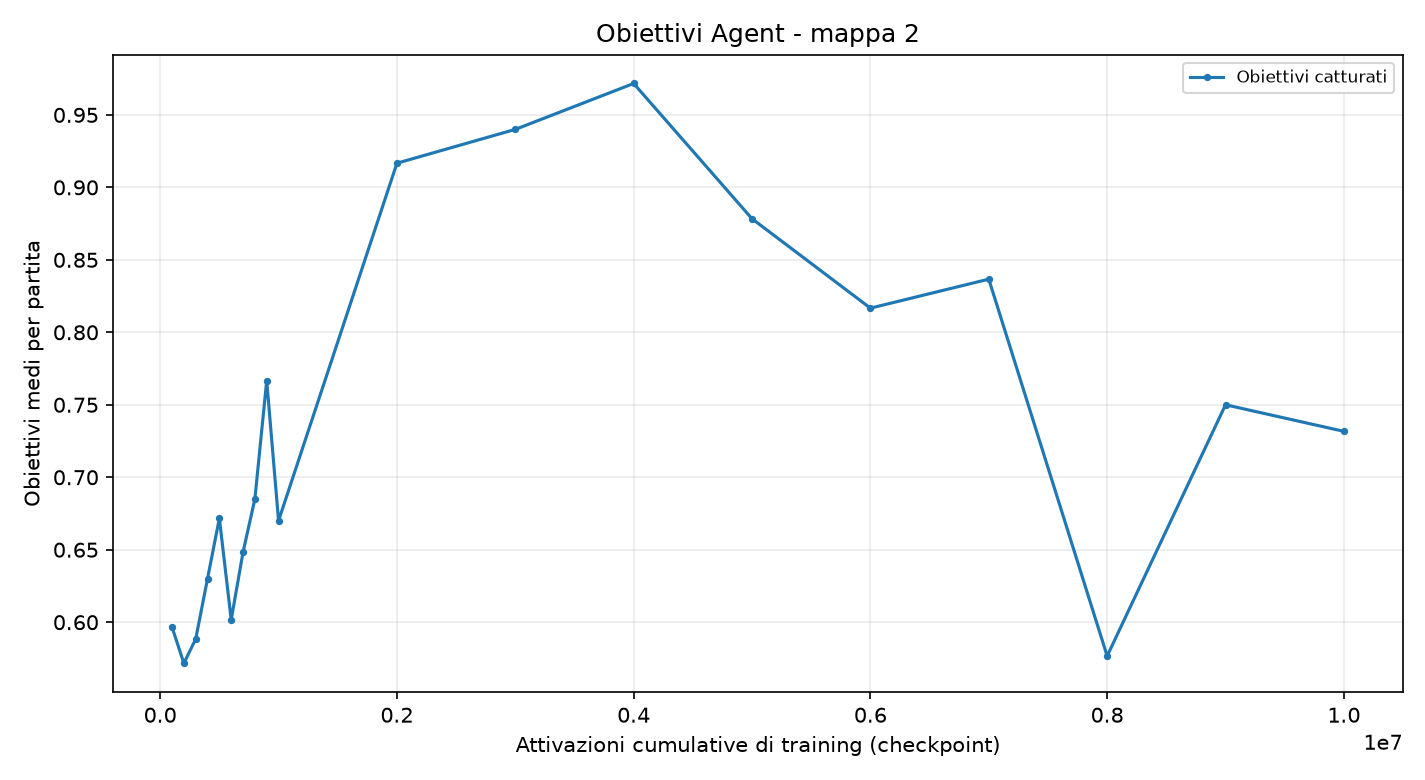 Obiettivi Agent - mappa 2
Obiettivi catturati
Obiettivi medi per partita
0.95
0.90
0.85
0.80
0.75
0.70
0.65
0.60
0.0 0.2 0.4 0.6 0.8 1.0
1e7
Attivazioni cumulative di training (checkpoint)